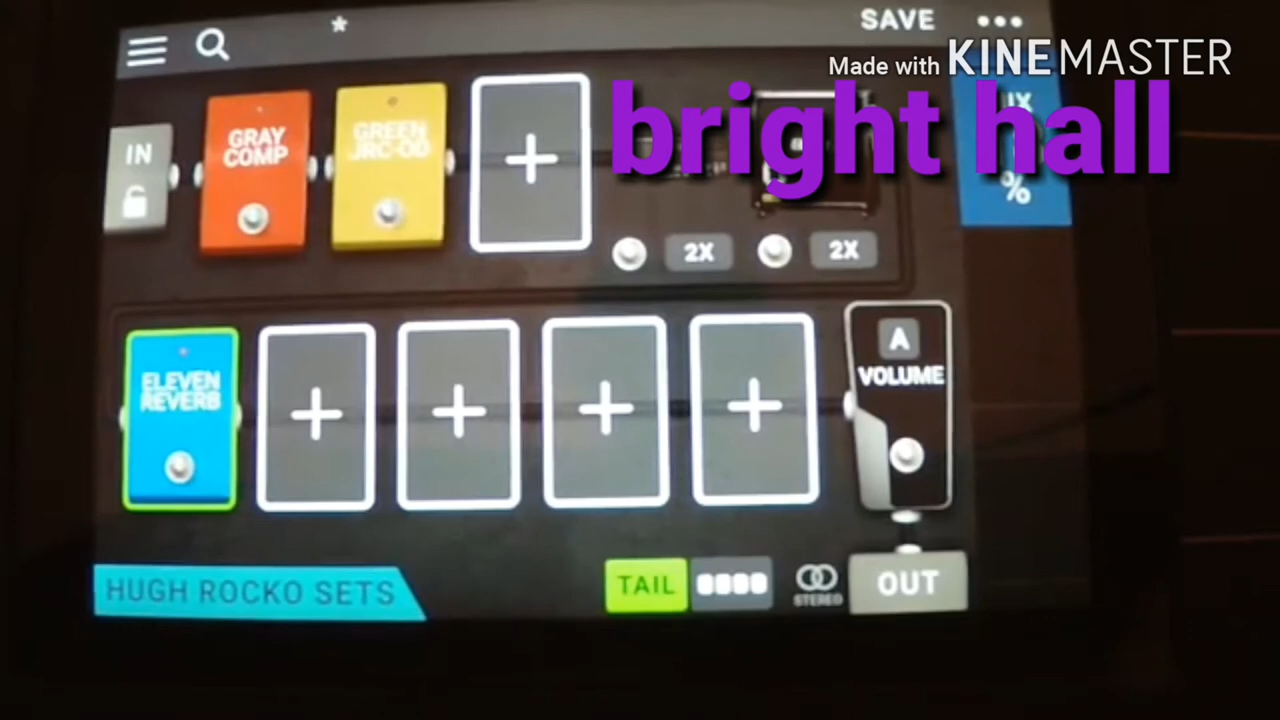 *
SAVE
Made with KINEMASTER
bright hall
IN
GRAY
COMP
GREEN
JRC-OD
%
2X
2X
ELEVEN
REVERB
A
VOLUME
HUGH ROCKO SETS
TAIL
STEREO
OUT